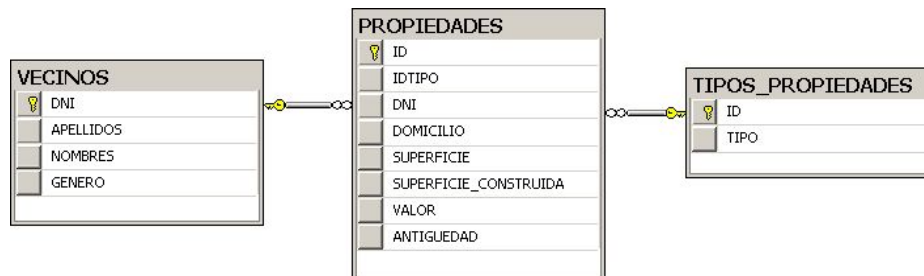 VECINOS
DNI
APELLIDOS
NOMBRES
GENERO
PROPIEDADES
ID
IDTIPO
DNI
DOMICILIO
SUPERFICIE
SUPERFICIE_CONSTRUIDA
VALOR
ANTIGUEDAD
TIPOS_PROPIEDADES
ID
TIPO